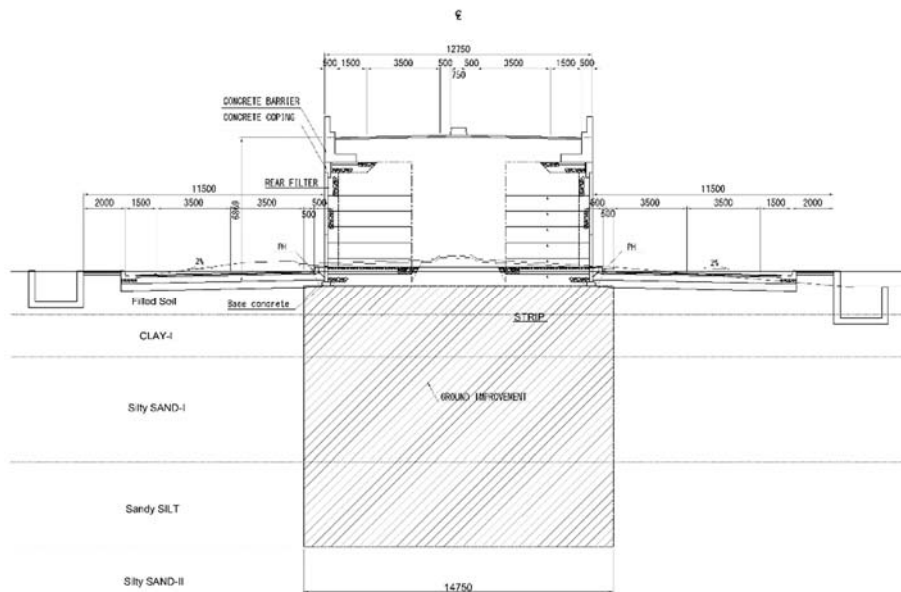 ℄
12750
500 1500 3500 500 500 3500 1500 500
750
CONCRETE BARRIER
CONCRETE COPING
REAR FILTER
11500
2000 1500 3500 3500 500
500
11500
500 3500 3500 1500 2000
500
2%
PH
PH
2%
Filled Soil
Base concrete
STRIP
CLAY-I
Silty SAND-I
GROUND IMPROVEMENT
Sandy SILT
Silty SAND-II
14750